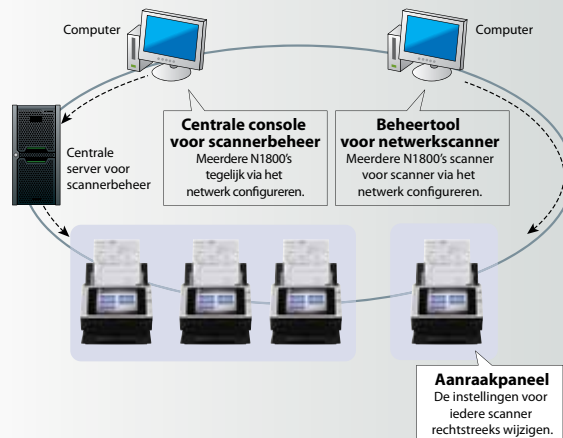 Computer
Computer
Centrale console
voor scannerbeheer
Meerdere N1800's
tegelijk via het
netwerk configureren.
Beheertool
voor netwerkscanner
Meerdere N1800's scanner
voor scanner via het
netwerk configureren.
Centrale
server voor
scannerbeheer
Aanraakpaneel
De instellingen voor
iedere scanner
rechtstreeks wijzigen.